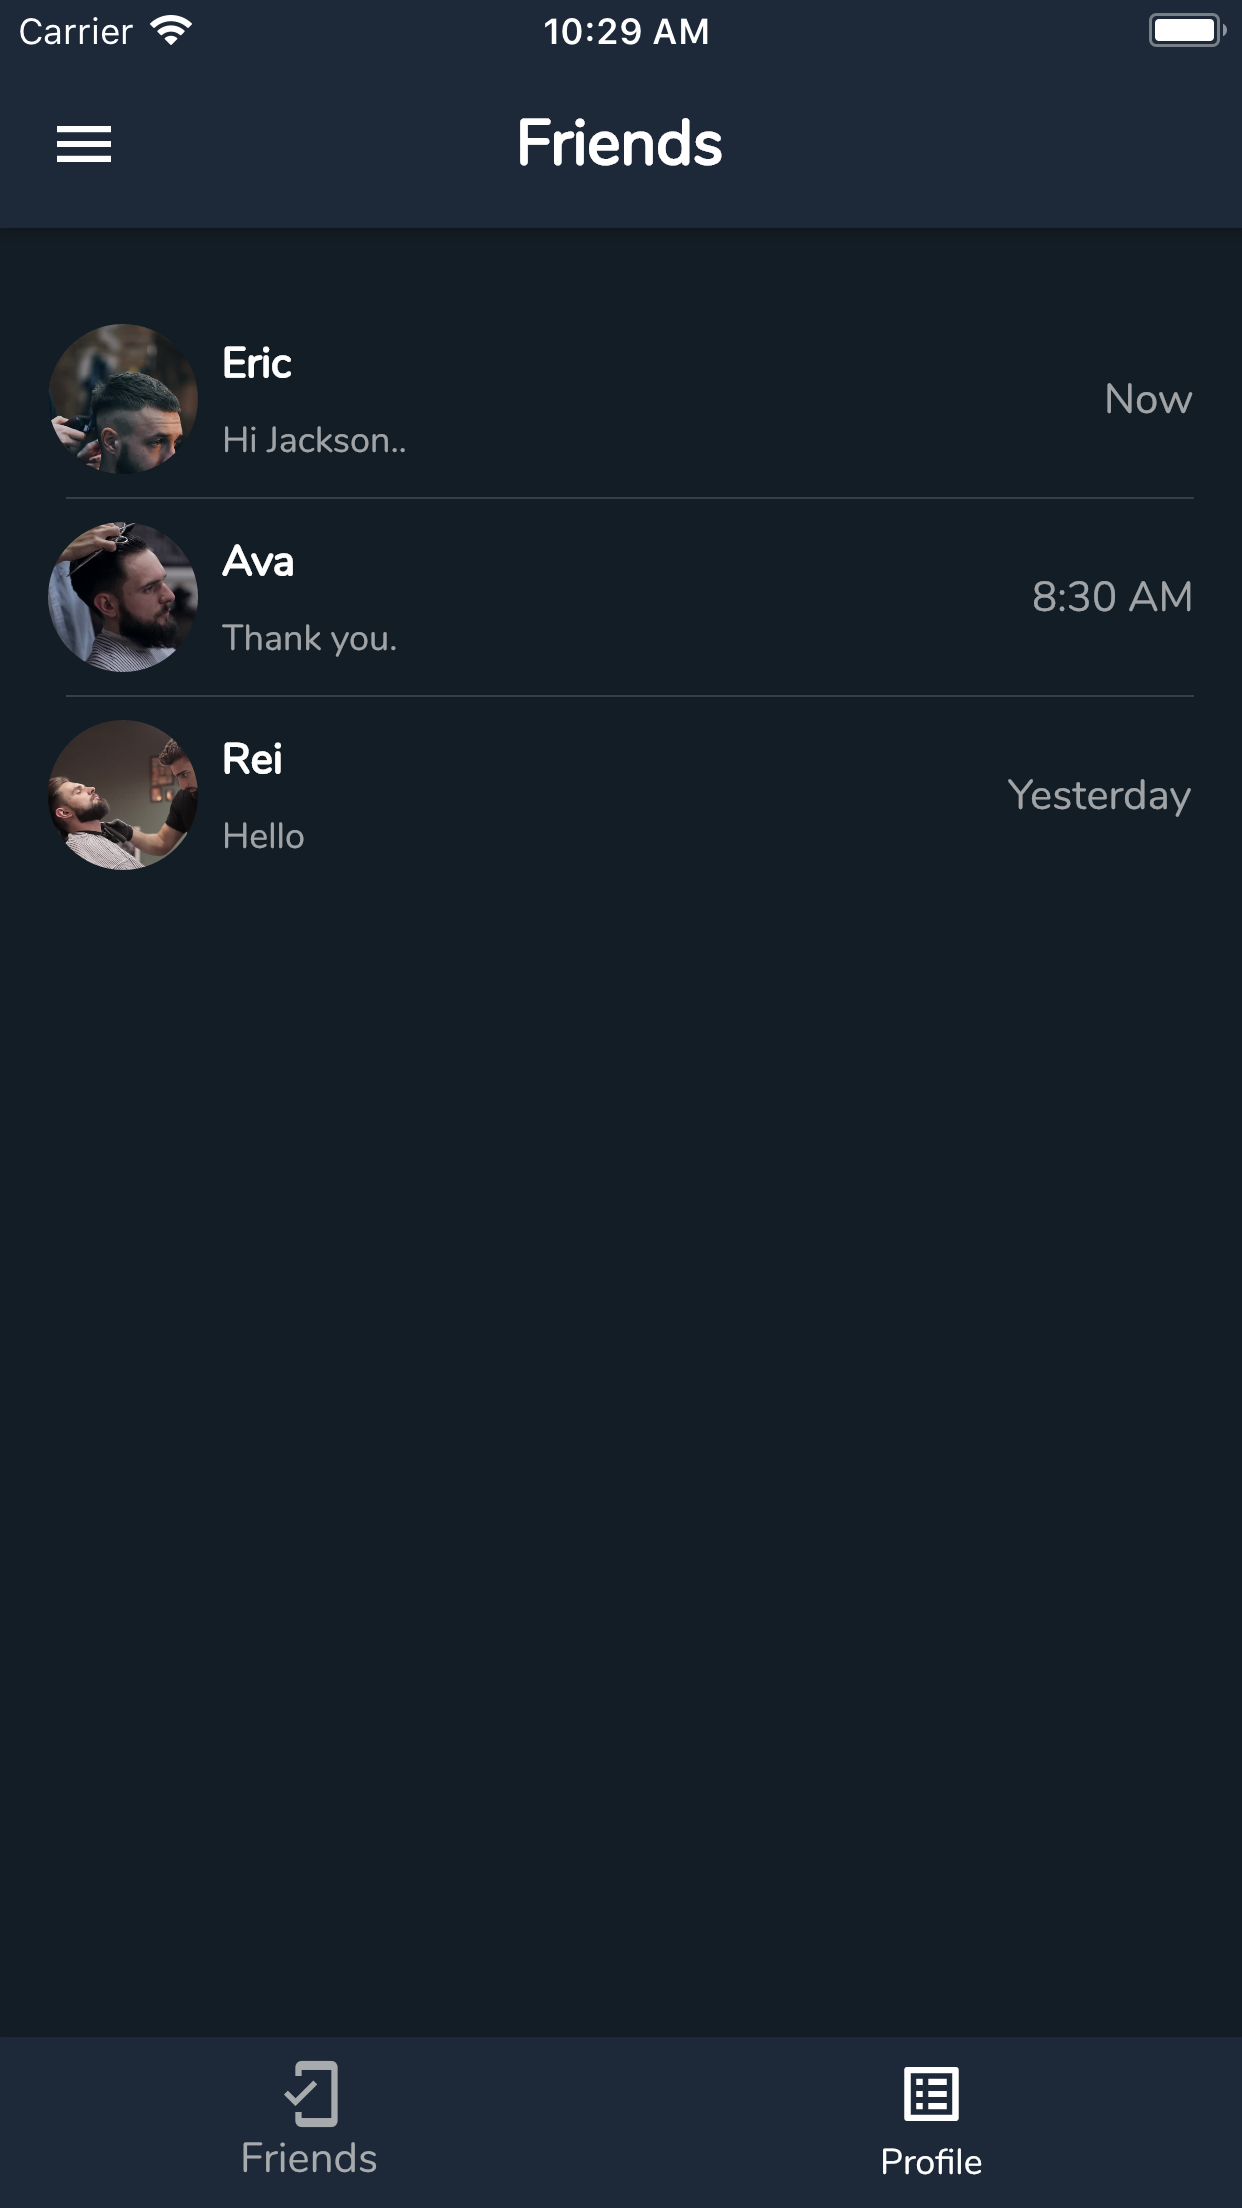 Carrier 10:29 AM
Friends
Eric
Hi Jackson..
Now
Ava
Thank you.
8:30 AM
Rei
Hello
Yesterday
Friends
Profile